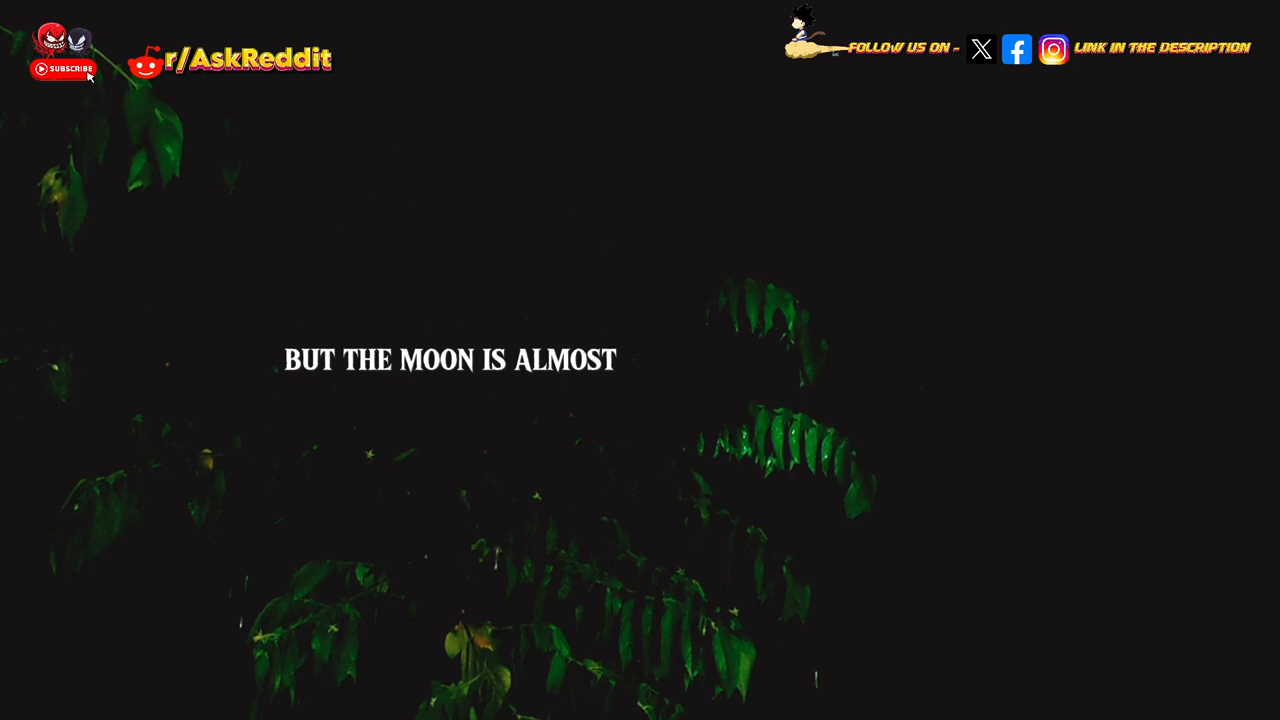 SUBSCRIBE
r/AskReddit
FOLLOW US ON -
LINK IN THE DESCRIPTION
BUT THE MOON IS ALMOST